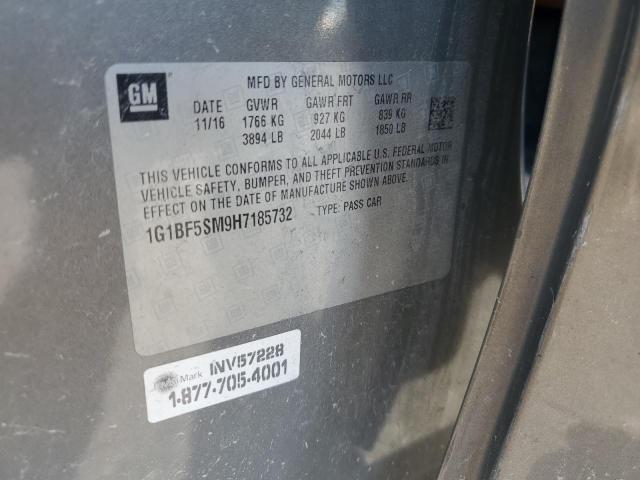 GM
MFD BY GENERAL MOTORS LLC
DATE GVWR GAWR FRT GAWR RR
11/16 1766 KG 927 KG 839 KG
3894 LB 2044 LB 1850 LB
THIS VEHICLE CONFORMS TO ALL APPLICABLE U.S. FEDERAL MOTOR
VEHICLE SAFETY, BUMPER, AND THEFT PREVENTION STANDARDS IN
EFFECT ON THE DATE OF MANUFACTURE SHOWN ABOVE.
1G1BF5SM9H7185732 TYPE: PASS CAR
Mark INV57228
1-877-705-4001